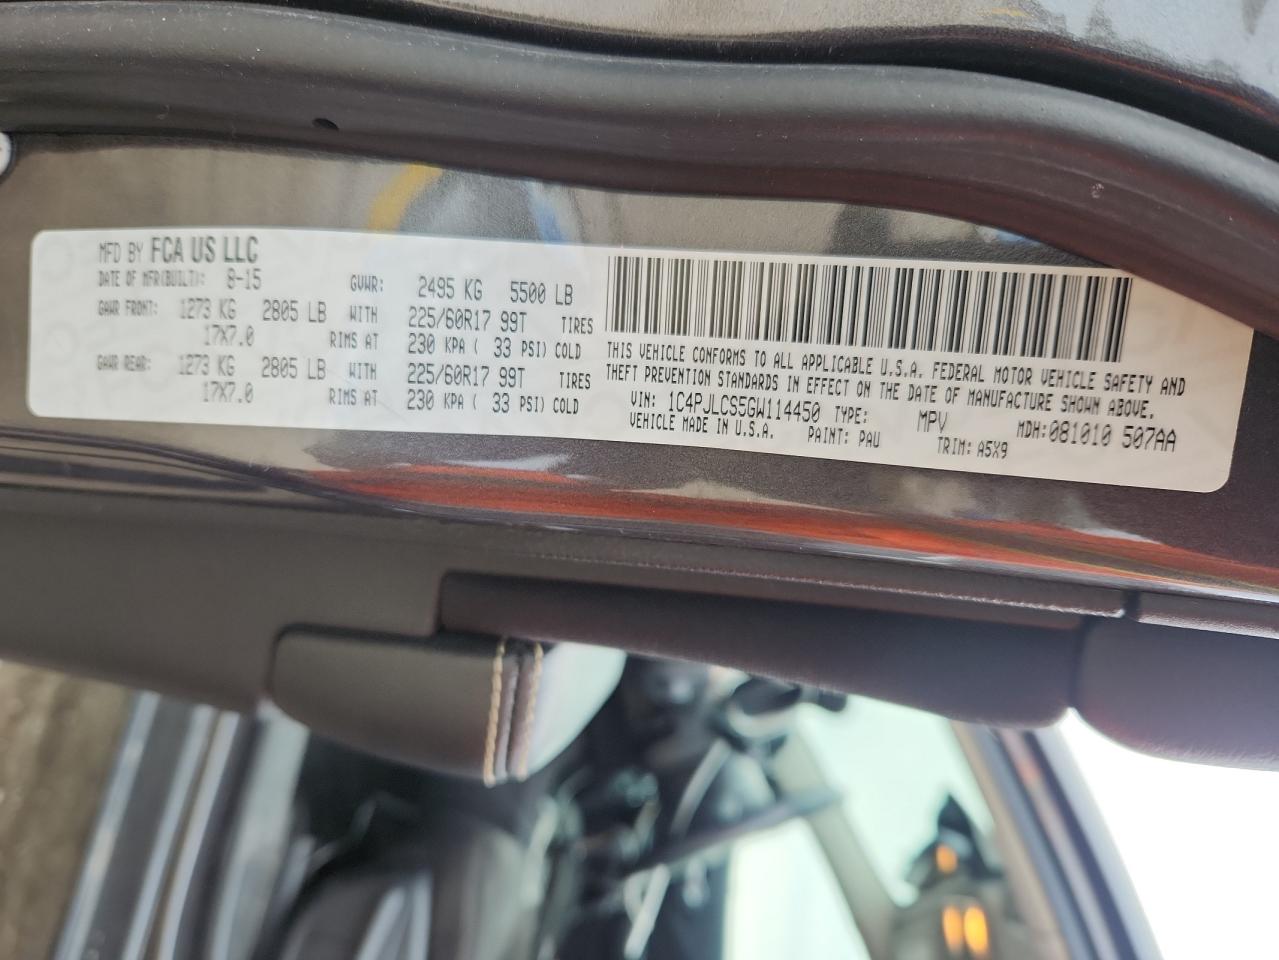 MFD BY FCA US LLC
DATE OF MFR(BUILT): 8-15 GVWR: 2495 KG 5500 LB
GAWR FRONT: 1273 KG 2805 LB WITH 225/60R17 99T TIRES
17X7.0 RIMS AT 230 KPA ( 33 PSI) COLD
GAWR REAR: 1273 KG 2805 LB WITH 225/60R17 99T TIRES
17X7.0 RIMS AT 230 KPA ( 33 PSI) COLD
THIS VEHICLE CONFORMS TO ALL APPLICABLE U.S.A. FEDERAL MOTOR VEHICLE SAFETY AND
THEFT PREVENTION STANDARDS IN EFFECT ON THE DATE OF MANUFACTURE SHOWN ABOVE.
VIN: 1C4PJLCS5GW114450 TYPE: MPV MDH:081010 507AA
VEHICLE MADE IN U.S.A. PAINT: PAU TRIM: A5X9